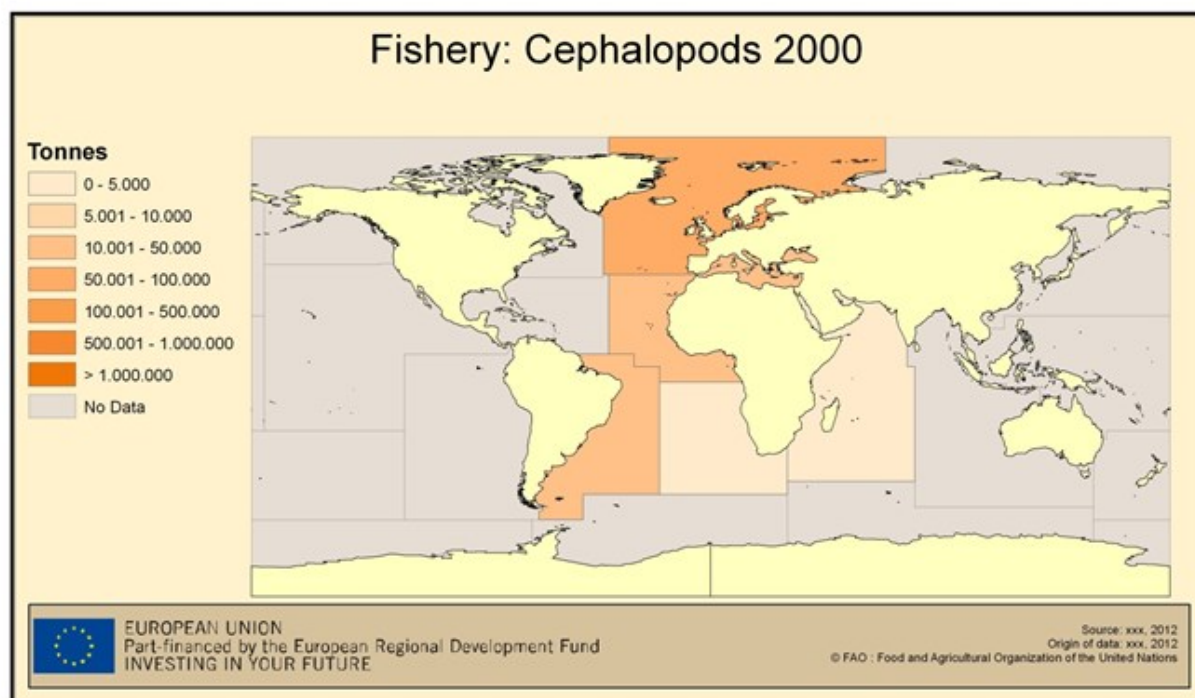 Fishery: Cephalopods 2000
Tonnes
0 - 5.000
5.001 - 10.000
10.001 - 50.000
50.001 - 100.000
100.001 - 500.000
500.001 - 1.000.000
> 1.000.000
No Data
EUROPEAN UNION
Part-financed by the European Regional Development Fund
INVESTING IN YOUR FUTURE
Source: xxx, 2012
Origin of data: xxx, 2012
© FAO : Food and Agricultural Organization of the United Nations